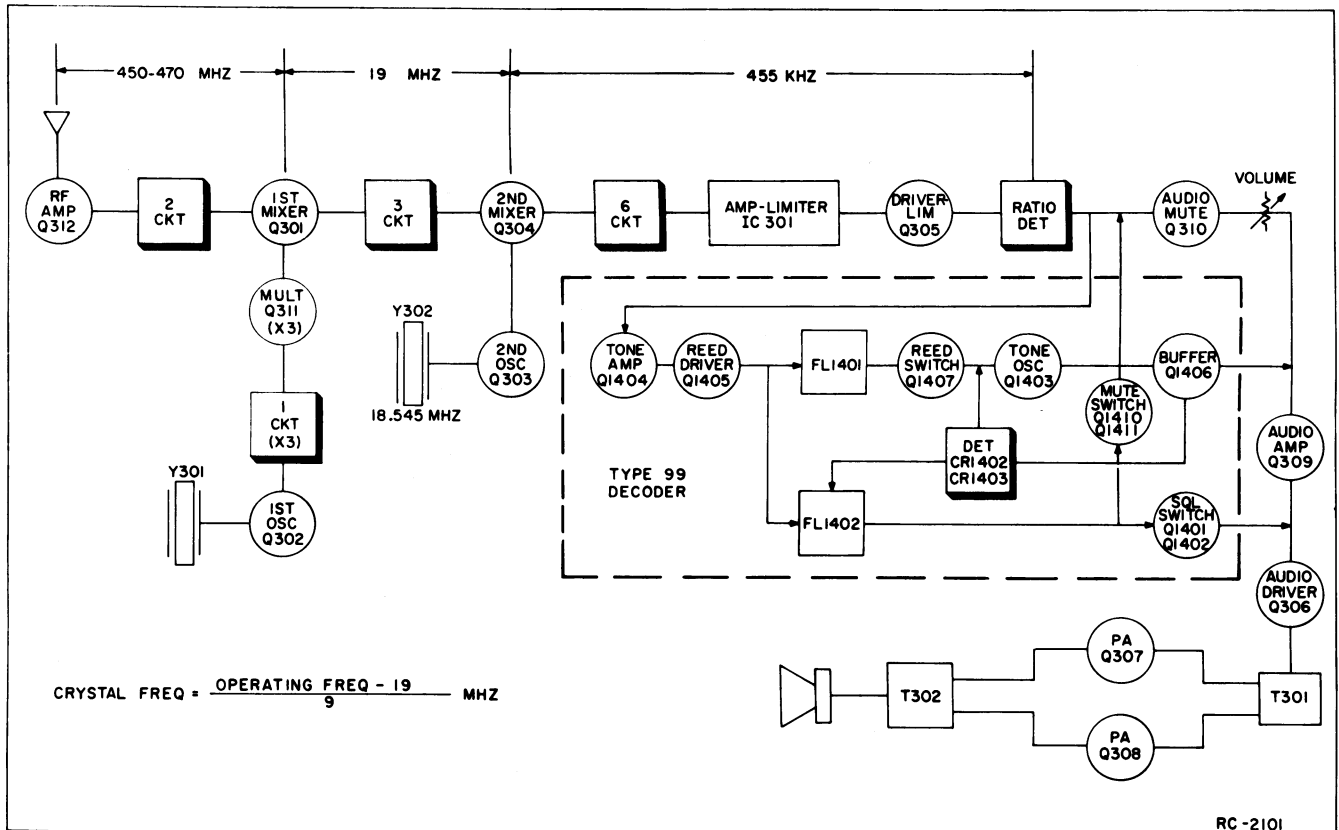 450-470 MHZ
19 MHZ
455 KHZ
RF
AMP
Q312
2
CKT
1ST
MIXER
Q301
3
CKT
2ND
MIXER
Q304
6
CKT
AMP-LIMITER
IC 301
DRIVER-
LIM
Q305
RATIO
DET
AUDIO
MUTE
Q310
VOLUME
MULT
Q311
(X3)
1
CKT
(X3)
Y301
1ST
OSC
Q302
Y302
18.545 MHZ
2ND
OSC
Q303
TONE
AMP
Q1404
REED
DRIVER
Q1405
FL1401
REED
SWITCH
Q1407
TONE
OSC
Q1403
BUFFER
Q1406
MUTE
SWITCH
Q1410
Q1411
DET
CR1402
CR1403
TYPE 99
DECODER
FL1402
SQL
SWITCH
Q1401
Q1402
AUDIO
AMP
Q309
AUDIO
DRIVER
Q306
T301
PA
Q307
PA
Q308
T302
CRYSTAL FREQ = OPERATING FREQ - 19 MHZ
9
RC-2101